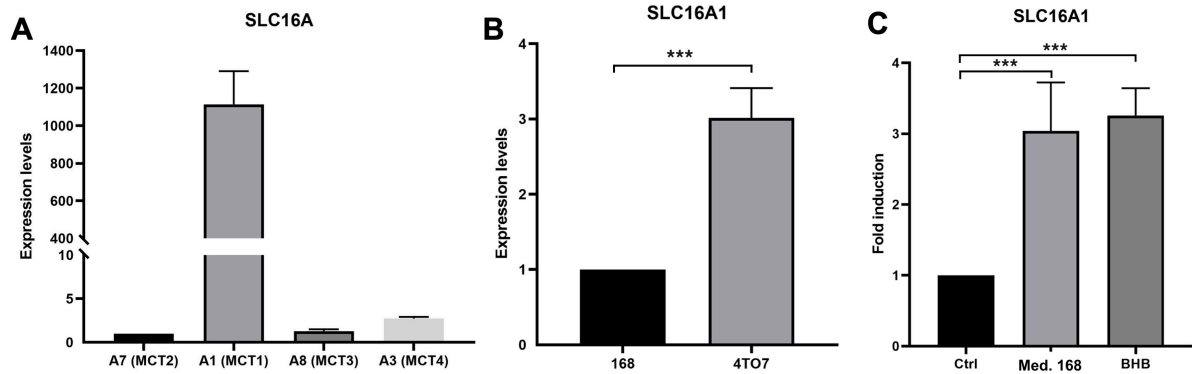 A
SLC16A
Expression levels
1400
1200
1000
800
600
400
10
5
0
A7 (MCT2)
A1 (MCT1)
A8 (MCT3)
A3 (MCT4)
B
SLC16A1
Expression levels
4
3
2
1
0
***
168
4TO7
C
SLC16A1
Fold induction
4
3
2
1
0
***
***
Ctrl
Med. 168
BHB